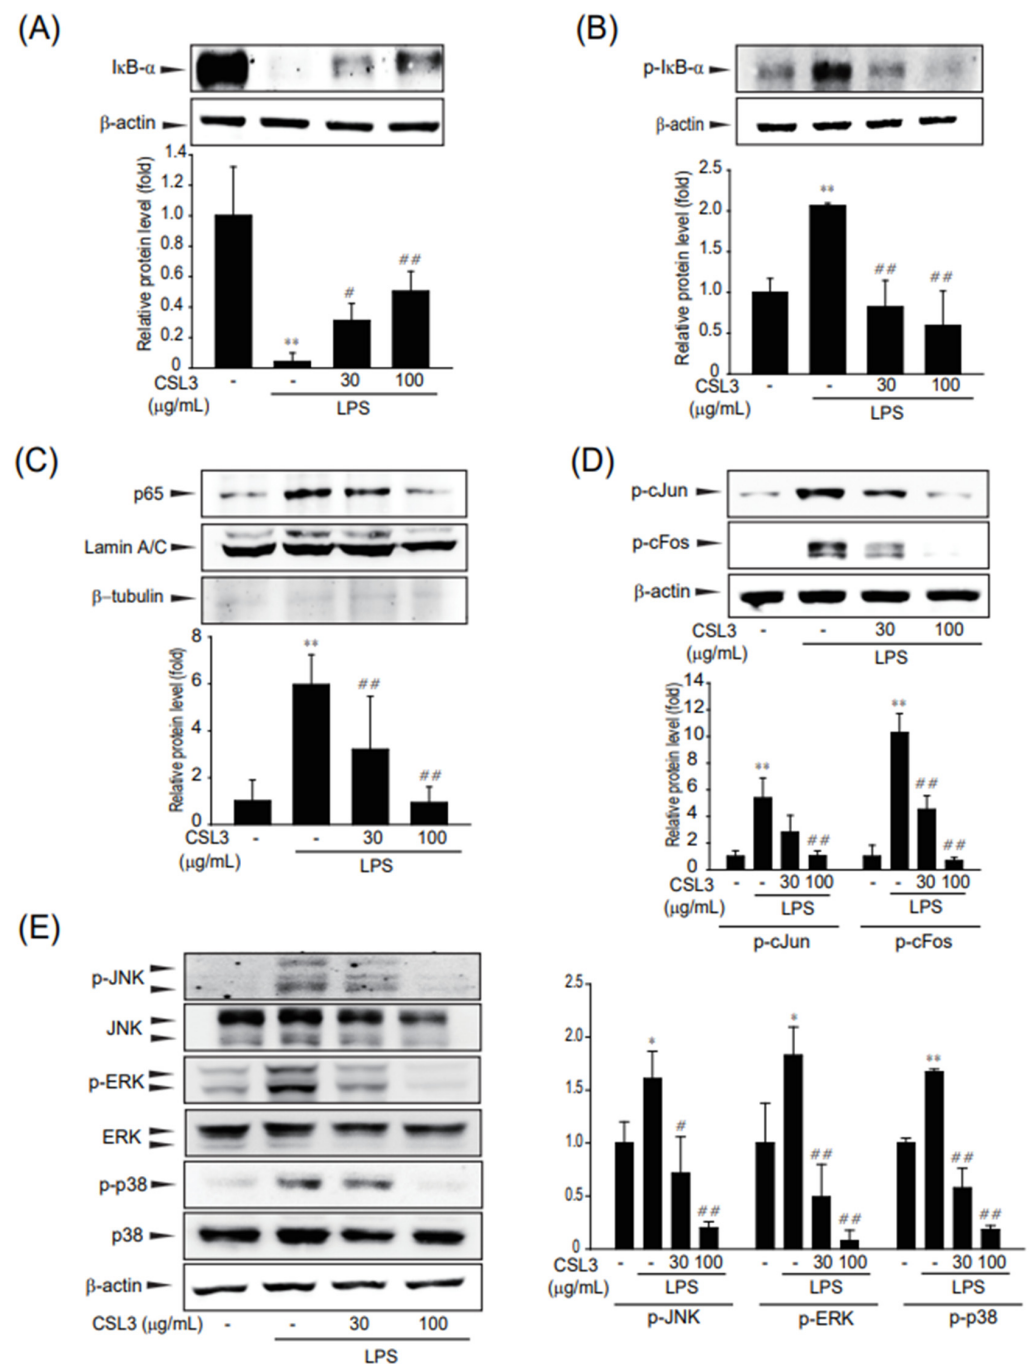 (A)
IκB-α
β-actin
Relative protein level (fold)
1.4
1.2
1.0
0.8
0.6
0.4
0.2
0
**
#
##
CSL3 - - 30 100
(μg/mL) LPS
(B)
p-IκB-α
β-actin
Relative protein level (fold)
2.5
2.0
1.5
1.0
0.5
0
**
##
##
CSL3 - - 30 100
(μg/mL) LPS
(C)
p65
Lamin A/C
β-tubulin
Relative protein level (fold)
8
6
4
2
0
**
##
##
CSL3 - - 30 100
(μg/mL) LPS
(D)
p-cJun
p-cFos
β-actin
CSL3 - - 30 100
(μg/mL) LPS
Relative protein level (fold)
14
12
10
8
6
4
2
0
**
##
**
##
##
CSL3 - - 30 100 - - 30 100
(μg/mL) LPS LPS
p-cJun p-cFos
(E)
p-JNK
JNK
p-ERK
ERK
p-p38
p38
β-actin
CSL3 (μg/mL) - - 30 100
LPS
2.5
2.0
1.5
1.0
0.5
0
*
#
##
*
##
##
**
##
##
CSL3 - - 30 100 - - 30 100 - - 30 100
(μg/mL) LPS LPS LPS
p-JNK p-ERK p-p38